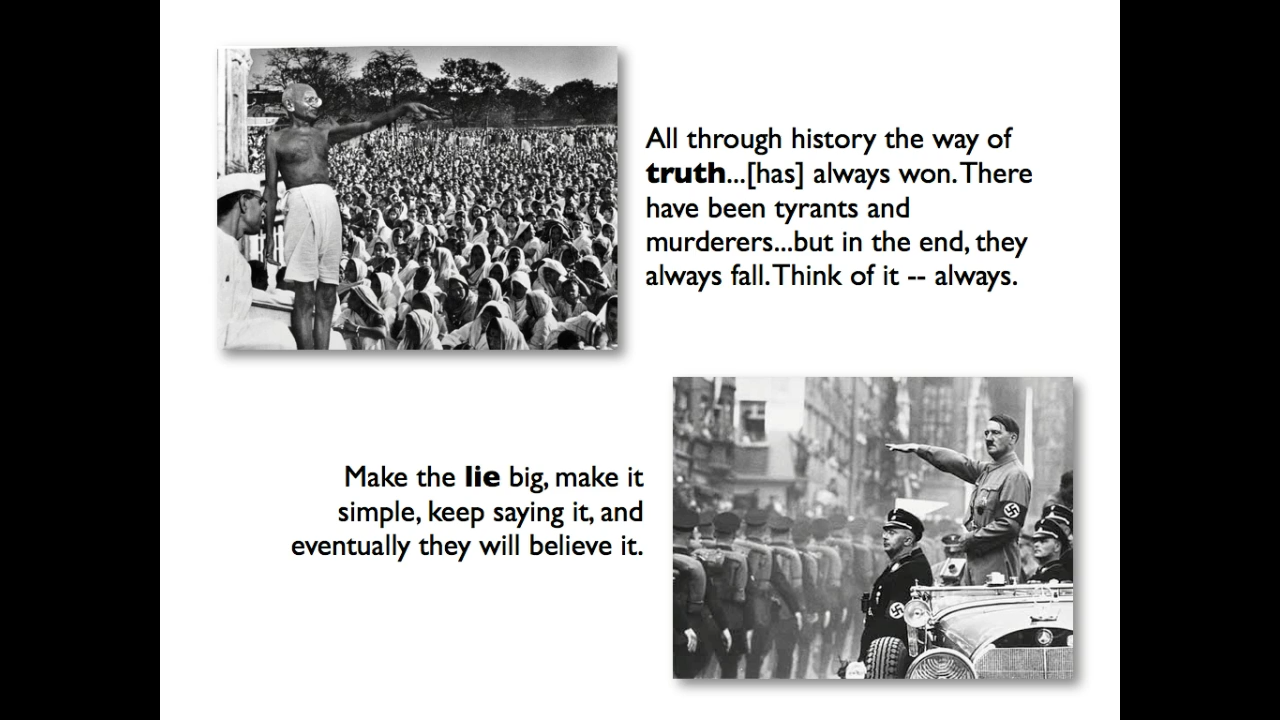 All through history the way of
truth...[has] always won. There
have been tyrants and
murderers...but in the end, they
always fall. Think of it -- always.
Make the lie big, make it
simple, keep saying it, and
eventually they will believe it.